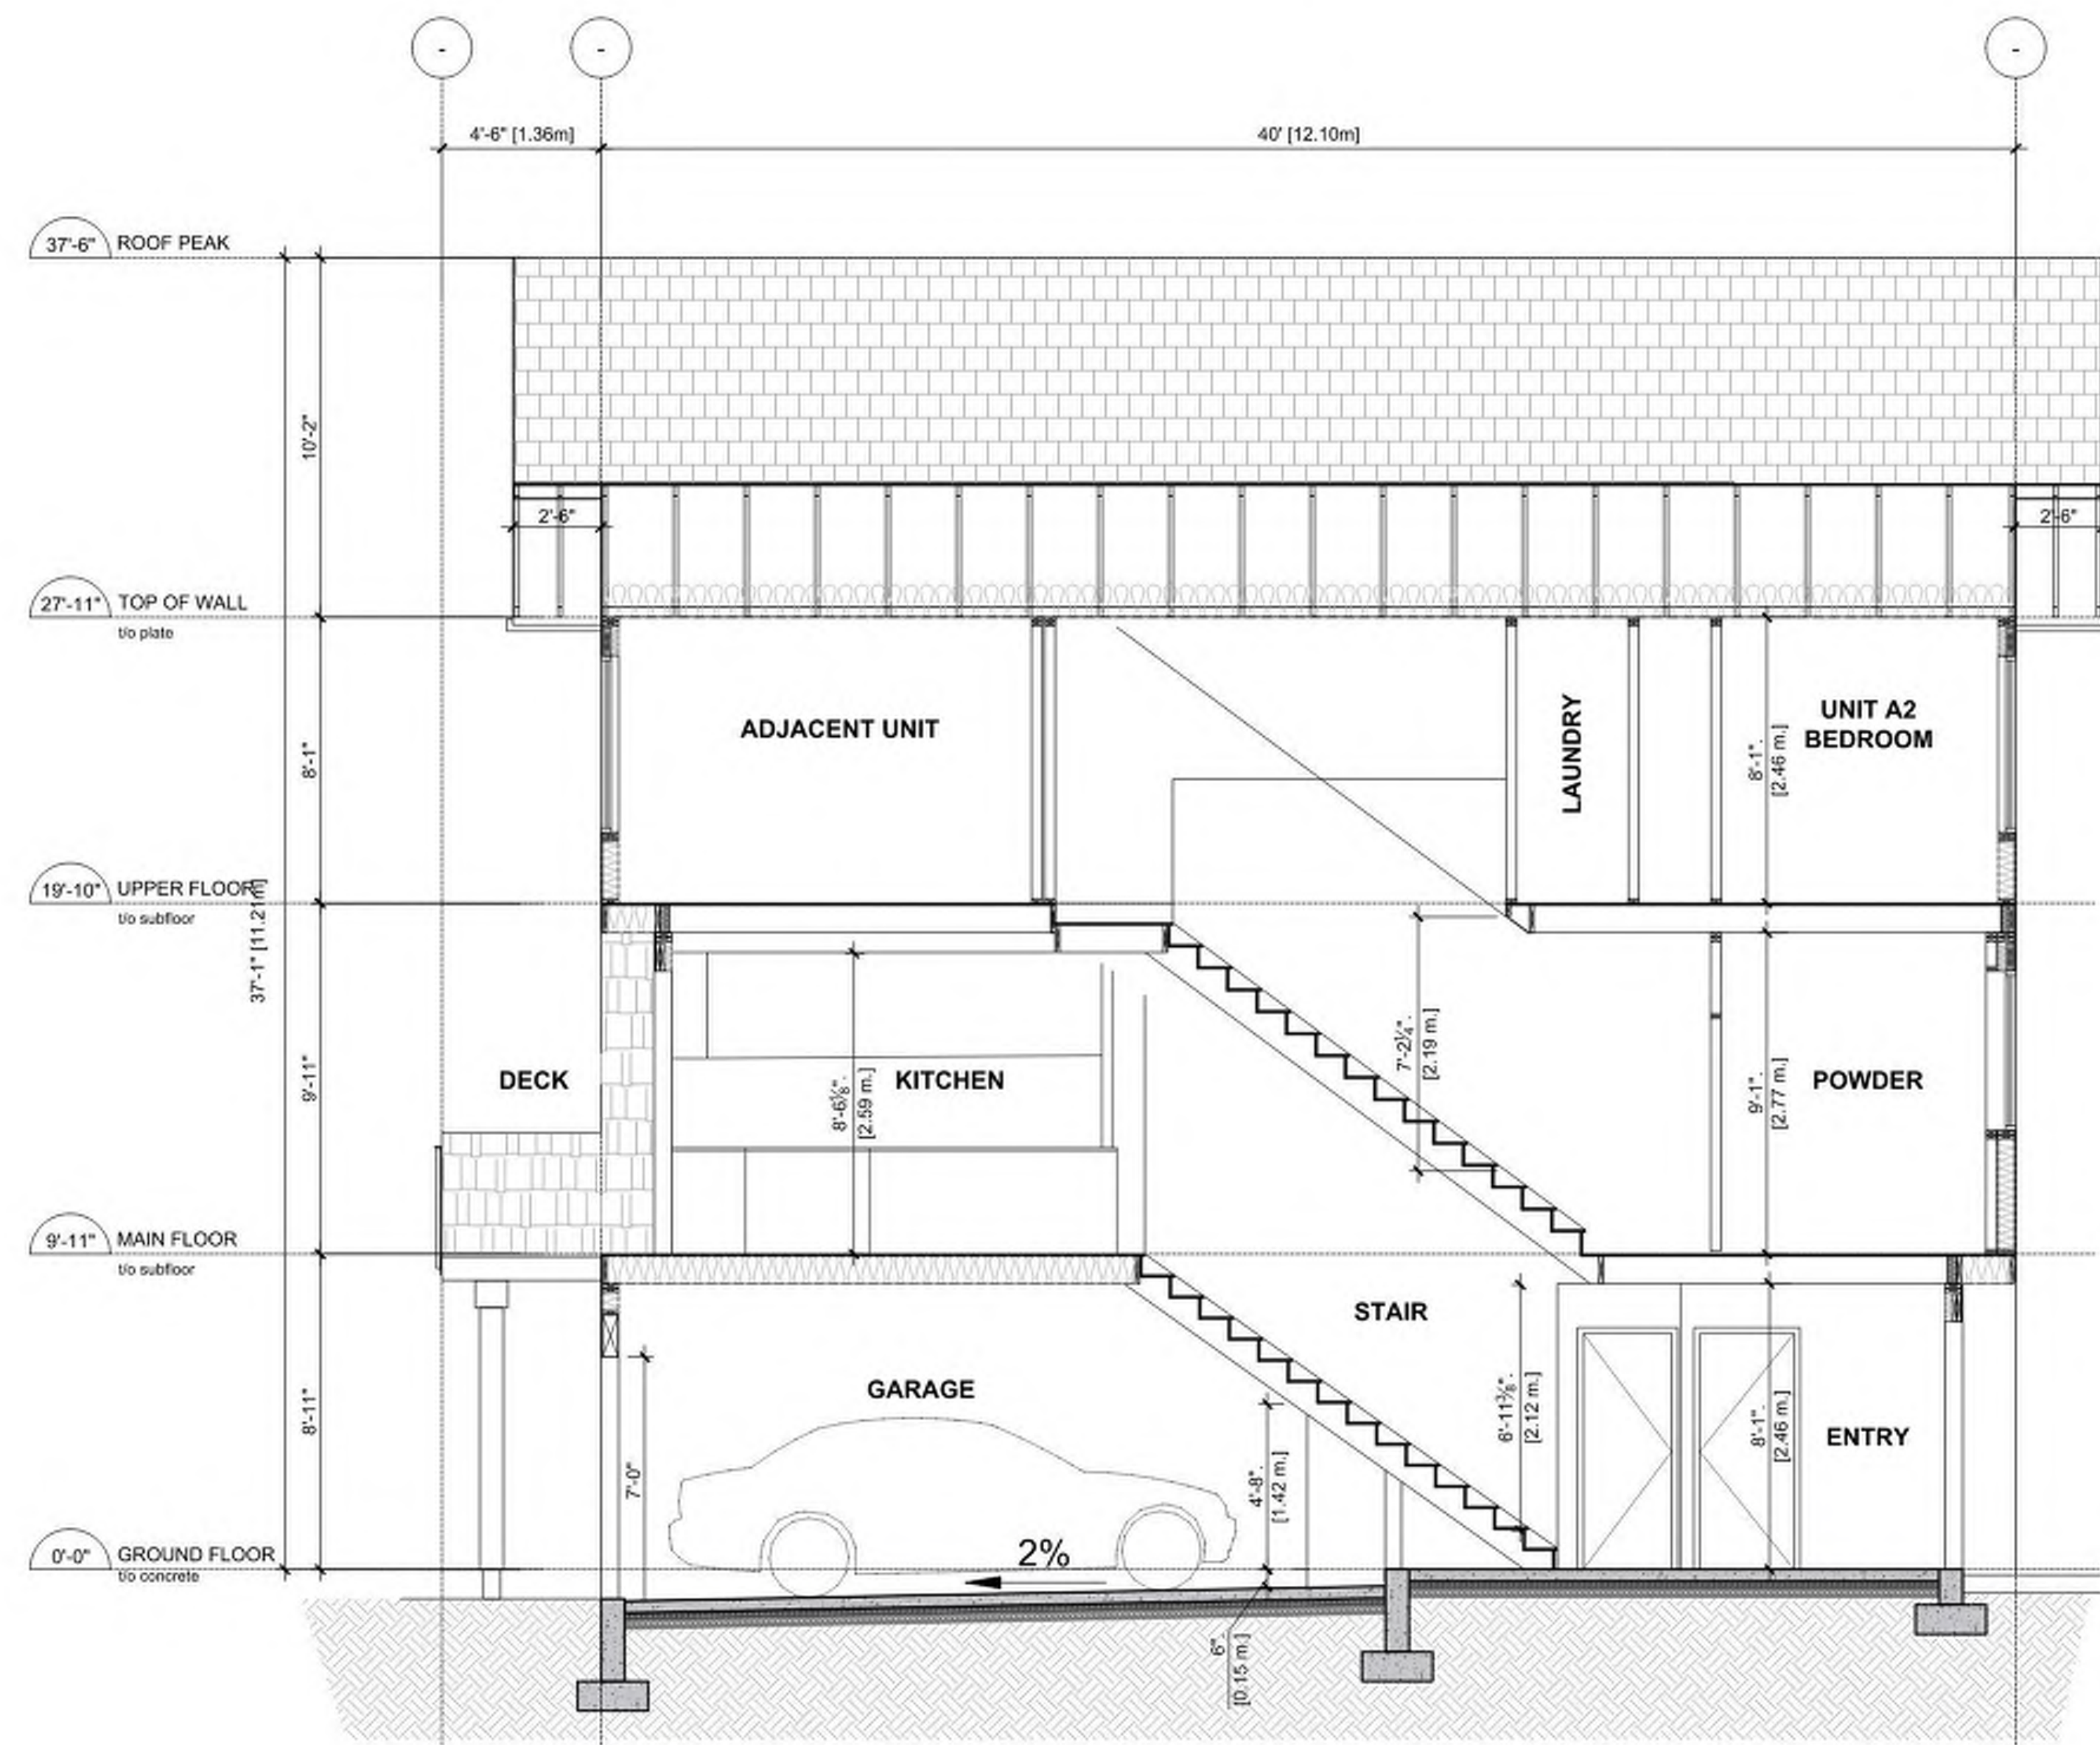 -
-
-
4'-6" [1.36m]
40' [12.10m]
37'-6"
ROOF PEAK
10'-2"
2'-6"
2'-6"
27'-11"
TOP OF WALL
t/o plate
8'-1"
ADJACENT UNIT
LAUNDRY
8'-1".
[2.46 m.]
UNIT A2
BEDROOM
19'-10"
UPPER FLOOR
t/o subfloor
37'-1" [11.21m]
9'-11"
DECK
8'-6⅛".
[2.59 m.]
KITCHEN
7'-2¼".
[2.19 m.]
9'-1".
[2.77 m.]
POWDER
9'-11"
MAIN FLOOR
t/o subfloor
8'-11"
7'-0"
GARAGE
STAIR
4'-8".
[1.42 m.]
6'-11⅜".
[2.12 m.]
8'-1".
[2.46 m.]
ENTRY
2%
0'-0"
GROUND FLOOR
t/o concrete
6".
[0.15 m.]